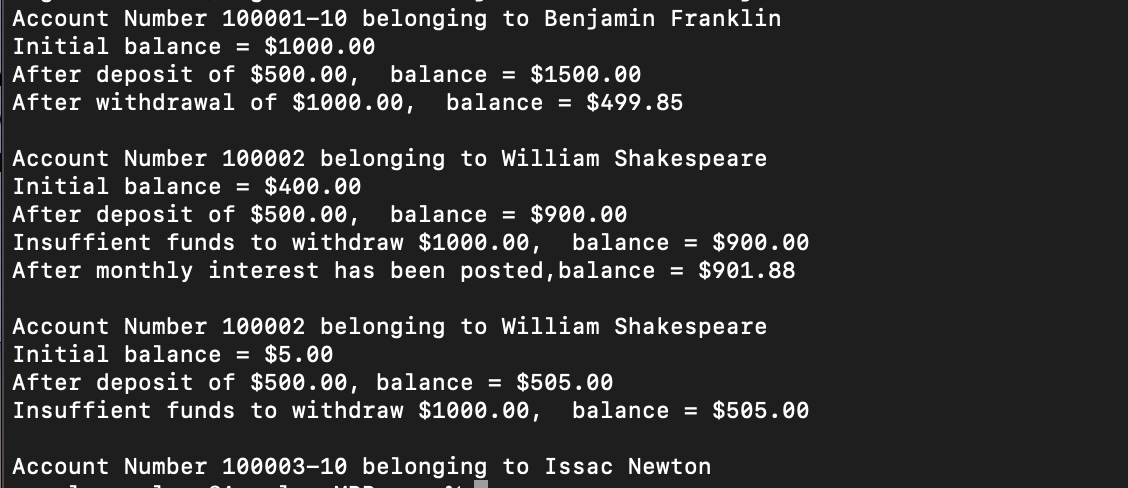 Account Number 100001-10 belonging to Benjamin Franklin
Initial balance = $1000.00
After deposit of $500.00,  balance = $1500.00
After withdrawal of $1000.00,  balance = $499.85
Account Number 100002 belonging to William Shakespeare
Initial balance = $400.00
After deposit of $500.00,  balance = $900.00
Insufficient funds to withdraw $1000.00,  balance = $900.00
After monthly interest has been posted,balance = $901.88
Account Number 100002 belonging to William Shakespeare
Initial balance = $5.00
After deposit of $500.00, balance = $505.00
Insufficient funds to withdraw $1000.00,  balance = $505.00
Account Number 100003-10 belonging to Issac Newton